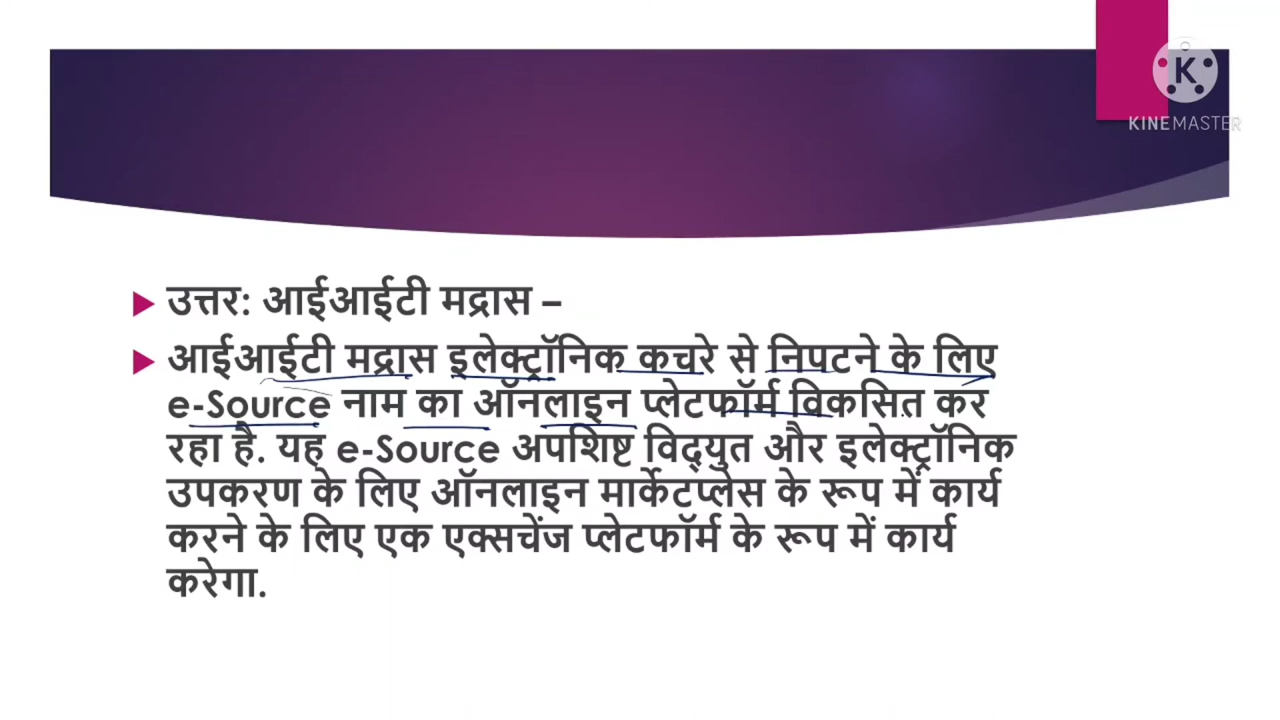 K
KINEMASTER
उत्तर: आईआईटी मद्रास –
आईआईटी मद्रास इलेक्ट्रॉनिक कचरे से निपटने के लिए
e-Source नाम का ऑनलाइन प्लेटफॉर्म विकसित कर
रहा है. यह e-Source अपशिष्ट विद्युत और इलेक्ट्रॉनिक
उपकरण के लिए ऑनलाइन मार्केटप्लेस के रूप में कार्य
करने के लिए एक एक्सचेंज प्लेटफॉर्म के रूप में कार्य
करेगा.